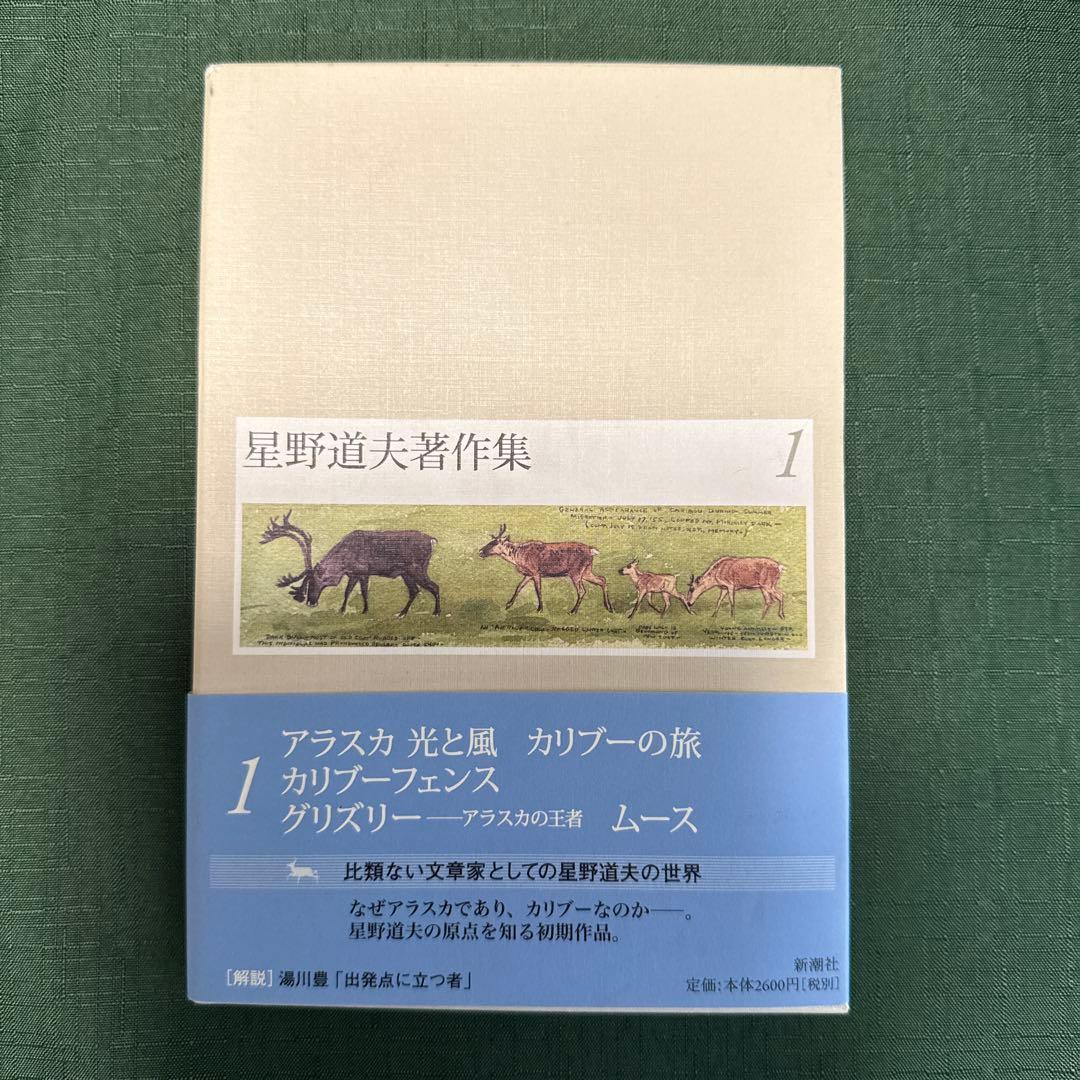 星野道夫著作集 1
GENERAL APPEARANCE OF CARIBOU DURING SUMMER
1
アラスカ 光と風 カリブーの旅
カリブーフェンス
グリズリー――アラスカの王者 ムース
比類ない文章家としての星野道夫の世界
なぜアラスカであり、カリブーなのか――。
星野道夫の原点を知る初期作品。
[解説]湯川豊「出発点に立つ者」
新潮社
定価:本体2600円[税別]